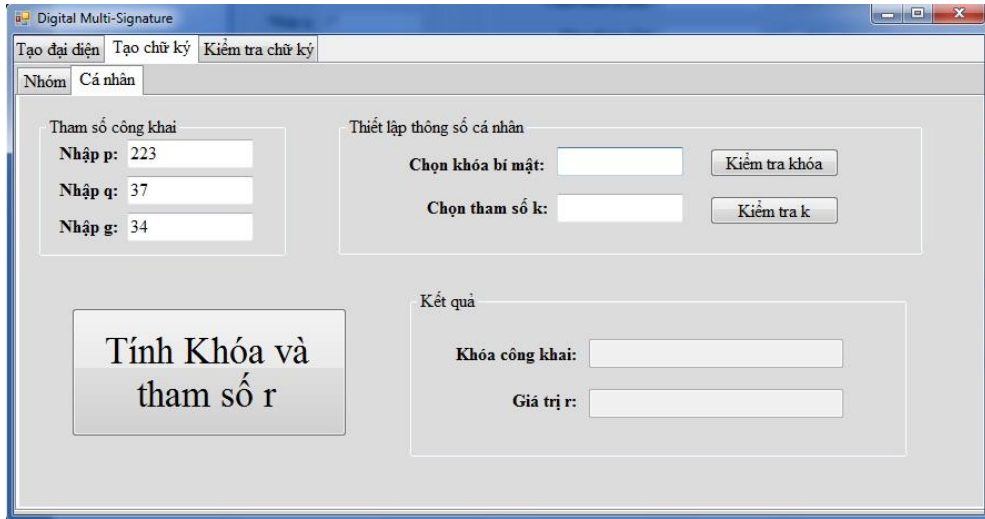 Digital Multi-Signature
Tạo đại diện Tạo chữ ký Kiểm tra chữ ký
Nhóm Cá nhân
Tham số công khai
Nhập p: 223
Nhập q: 37
Nhập g: 34
Thiết lập thông số cá nhân
Chọn khóa bí mật: Kiểm tra khóa
Chọn tham số k: Kiểm tra k
Tính Khóa và
tham số r
Kết quả
Khóa công khai:
Giá trị r: